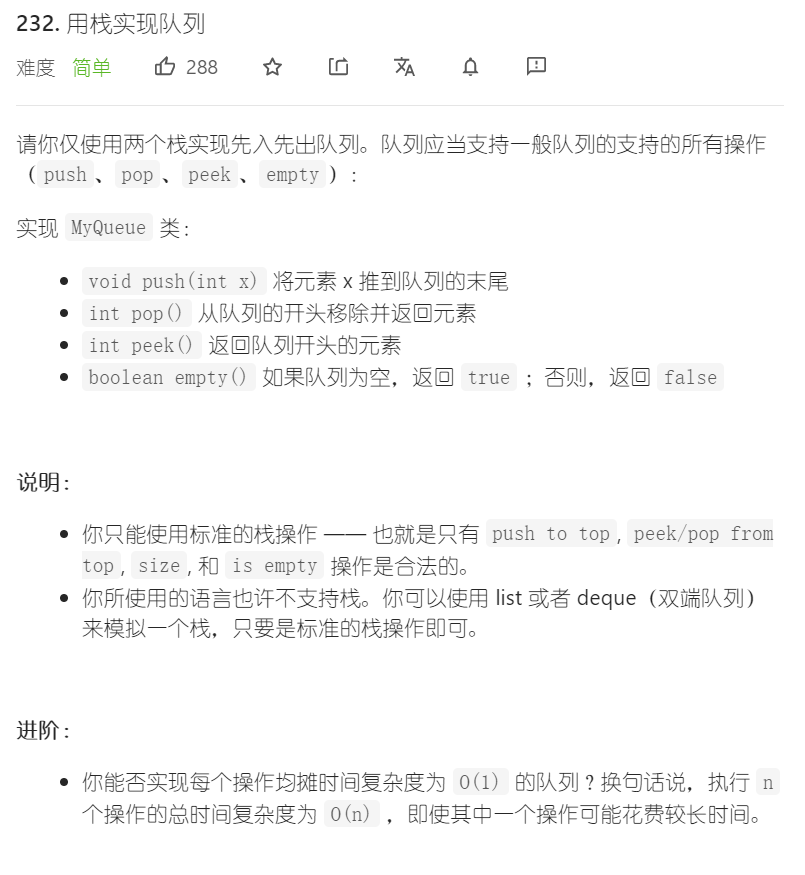 232. 用栈实现队列
难度 简单 288
请你仅使用两个栈实现先入先出队列。队列应当支持一般队列的支持的所有操作
（push、pop、peek、empty）：
实现 MyQueue 类：
void push(int x) 将元素 x 推到队列的末尾
int pop() 从队列的开头移除并返回元素
int peek() 返回队列开头的元素
boolean empty() 如果队列为空，返回 true ；否则，返回 false
说明：
你只能使用标准的栈操作 —— 也就是只有 push to top, peek/pop from
top, size, 和 is empty 操作是合法的。
你所使用的语言也许不支持栈。你可以使用 list 或者 deque（双端队列）
来模拟一个栈，只要是标准的栈操作即可。
进阶：
你能否实现每个操作均摊时间复杂度为 O(1) 的队列？换句话说，执行 n
个操作的总时间复杂度为 O(n) ，即使其中一个操作可能花费较长时间。